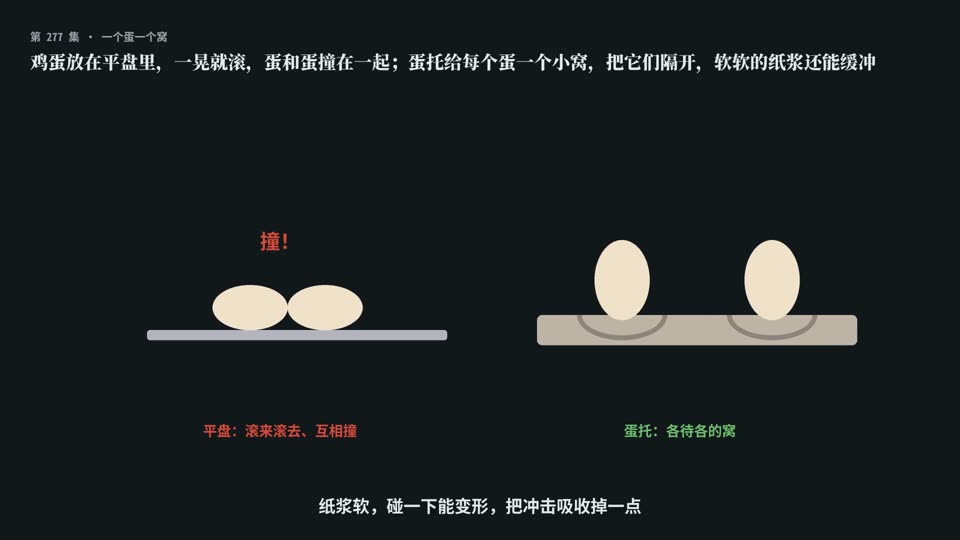 第 277 集 · 一个蛋一个窝
鸡蛋放在平盘里，一晃就滚，蛋和蛋撞在一起；蛋托给每个蛋一个小窝，把它们隔开，软软的纸浆还能缓冲
撞！
平盘：滚来滚去、互相撞
蛋托：各待各的窝
纸浆软，碰一下能变形，把冲击吸收掉一点